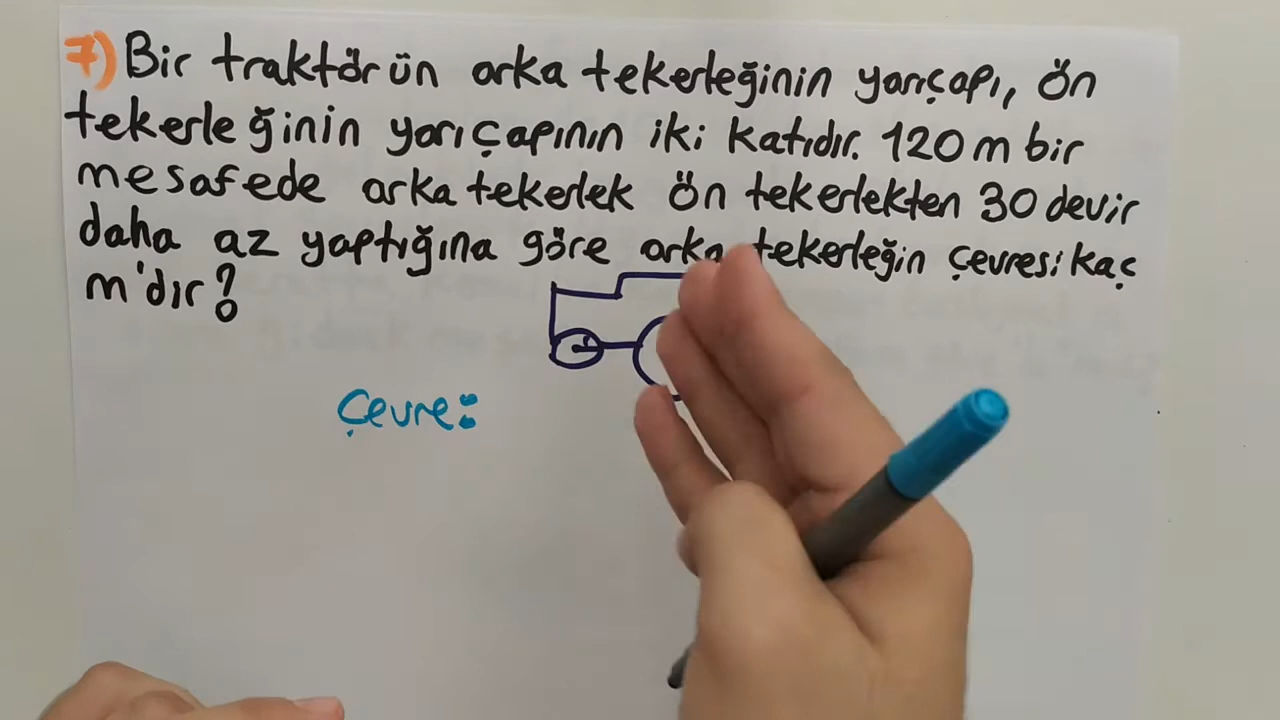 7) Bir traktörün arka tekerleğinin yarıçapı, ön
tekerleğinin yarıçapının iki katıdır. 120 m bir
mesafede arka tekerlek ön tekerlekten 30 devir
daha az yaptığına göre arka tekerleğin çevresi kaç
m'dır?
Çevre: